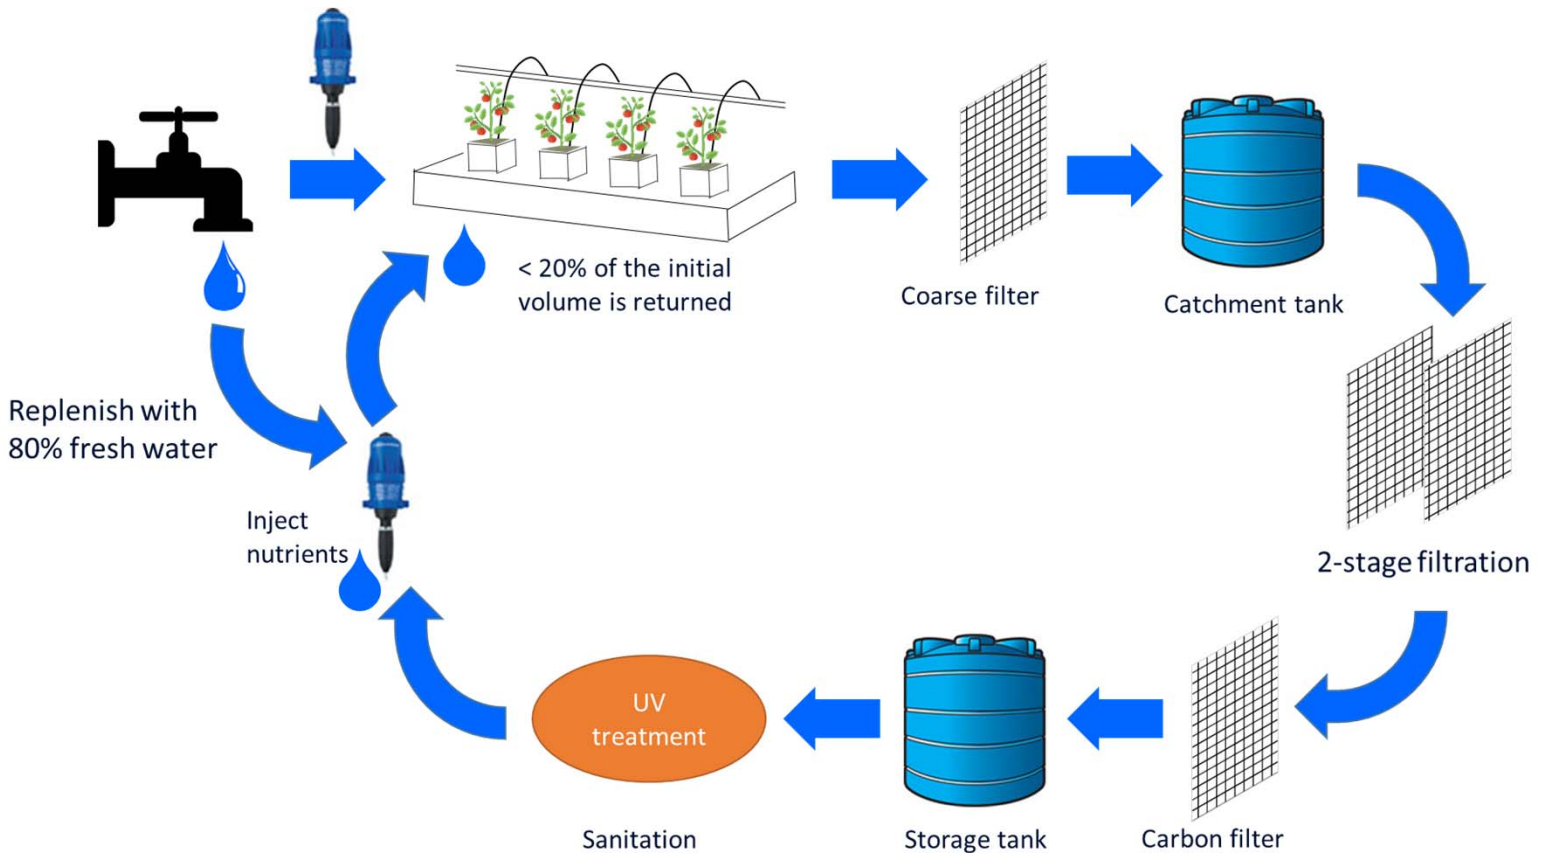 < 20% of the initial
volume is returned
Coarse filter
Catchment tank
2-stage filtration
Carbon filter
Storage tank
UV
treatment
Sanitation
Inject
nutrients
Replenish with
80% fresh water